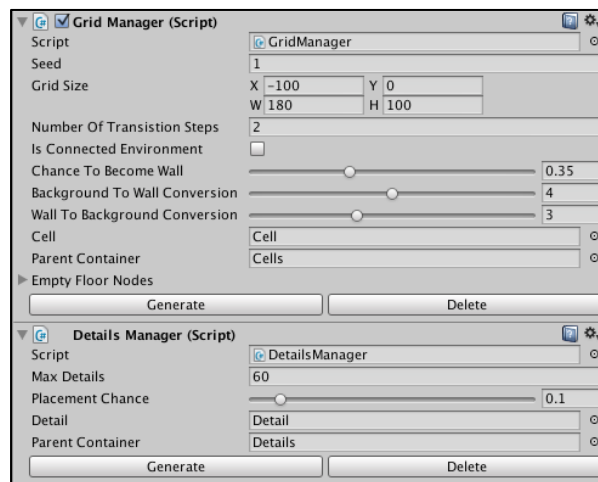 Grid Manager (Script)
Script GridManager
Seed 1
Grid Size X -100 Y 0
W 180 H 100
Number Of Transistion Steps 2
Is Connected Environment
Chance To Become Wall 0.35
Background To Wall Conversion 4
Wall To Background Conversion 3
Cell Cell
Parent Container Cells
Empty Floor Nodes
Generate Delete
Details Manager (Script)
Script DetailsManager
Max Details 60
Placement Chance 0.1
Detail Detail
Parent Container Details
Generate Delete